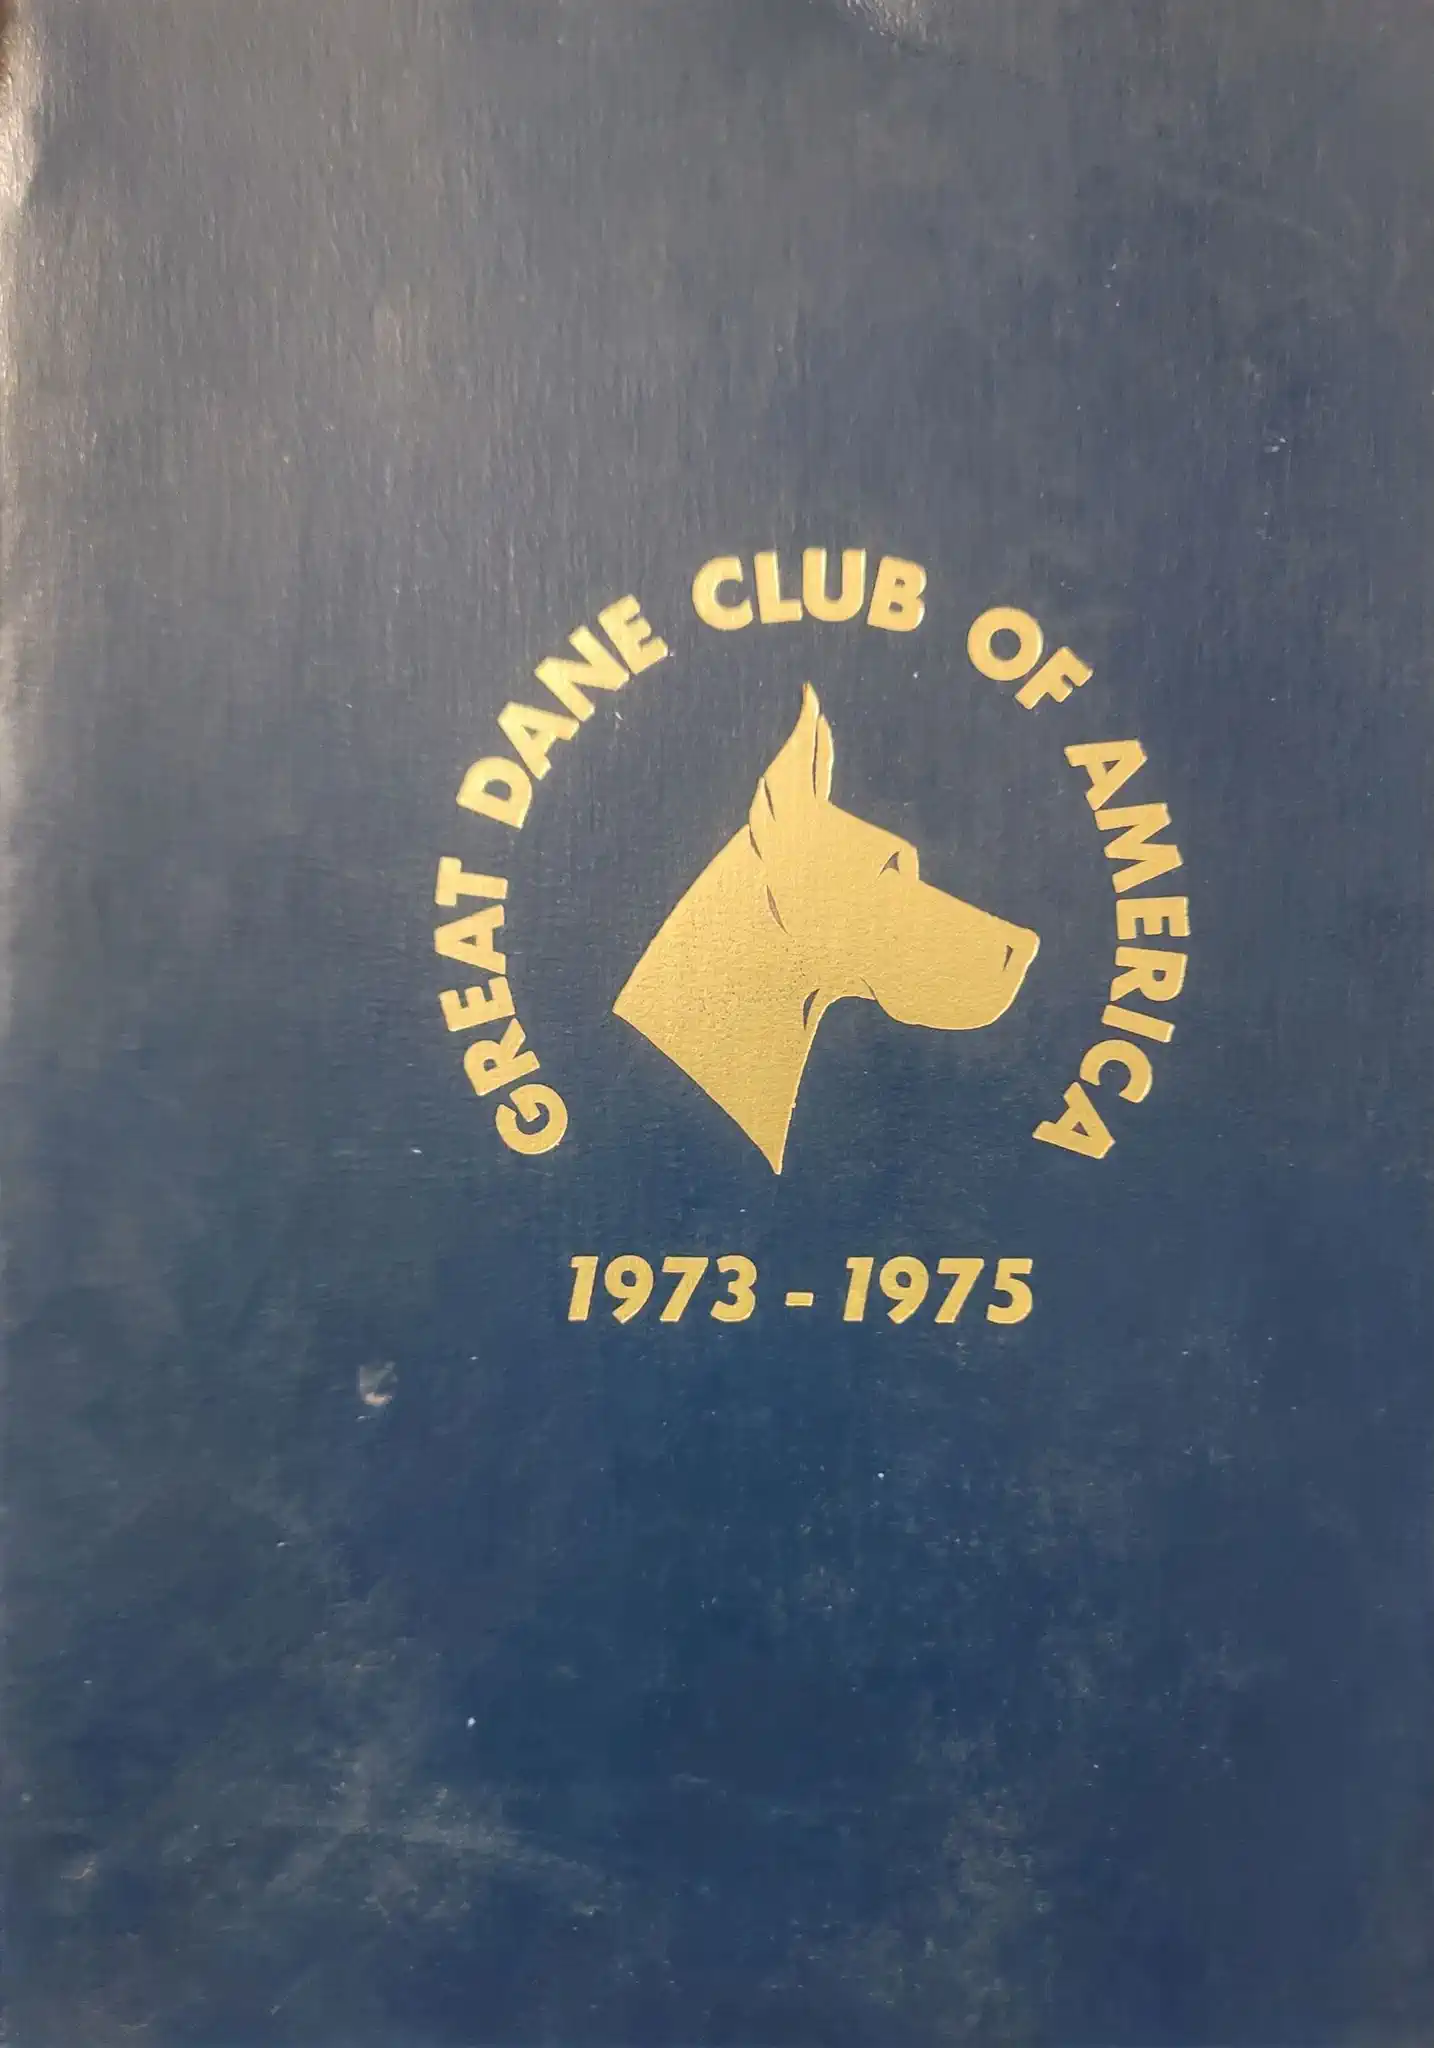 GREAT DANE CLUB OF AMERICA
1973 - 1975